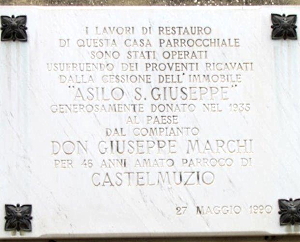 I LAVORI DI RESTAURO
DI QUESTA CASA PARROCCHIALE
SONO STATI OPERATI
USUFRUENDO DEI PROVENTI RICAVATI
DALLA CESSIONE DELL'IMMOBILE
"ASILO S. GIUSEPPE"
GENEROSAMENTE DONATO NEL 1935
AL PAESE
DAL COMPIANTO
DON GIUSEPPE MARCHI
PER 46 ANNI AMATO PARROCO DI
CASTELMUZIO
27 MAGGIO 1990